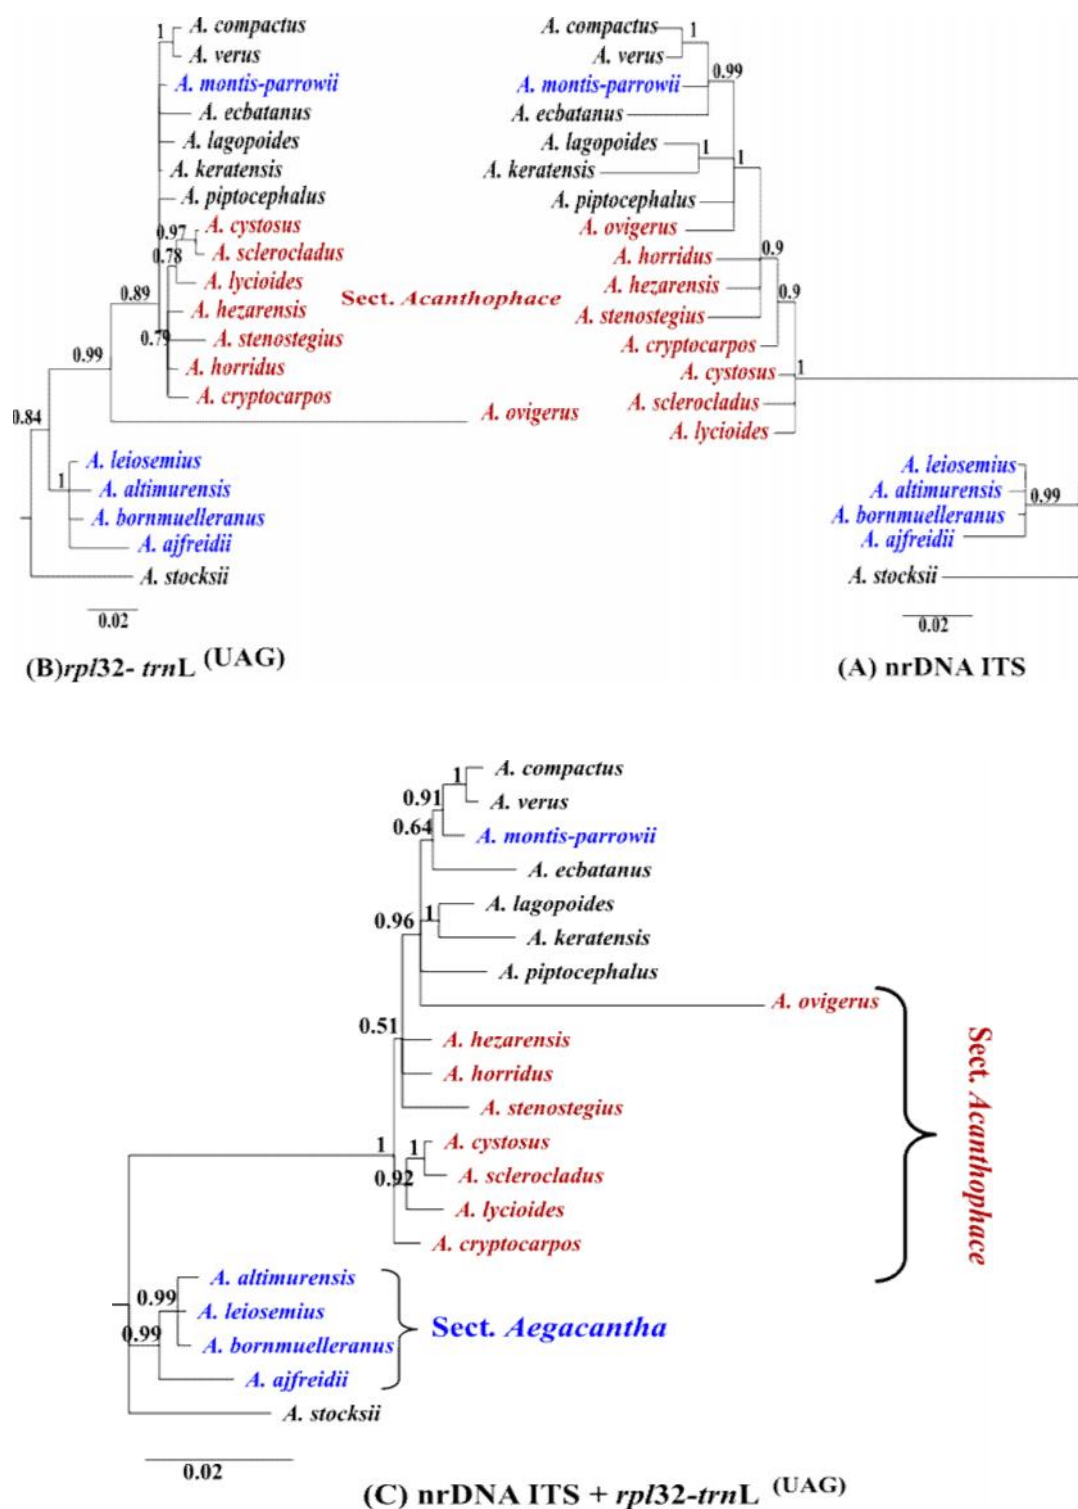 1
A. compactus
A. verus
A. montis-parrowii
A. ecbatanus
A. lagopoides
A. keratensis
A. piptocephalus
0.97
A. cystosus
0.78
A. sclerocladus
A. lycioides
0.89
A. hezarensis
0.79
A. stenostegius
0.99
A. horridus
A. cryptocarpos
0.84
A. ovigerus
A. leiosemius
1
A. altimurensis
A. bornmuelleranus
A. ajfreidii
A. stocksii
0.02
(B)rpl32- trnL (UAG)
Sect. Acanthophace
A. compactus
1
A. verus
0.99
A. montis-parrowii
A. ecbatanus
A. lagopoides
1
1
A. keratensis
A. piptocephalus
A. ovigerus
0.9
A. horridus
A. hezarensis
0.9
A. stenostegius
A. cryptocarpos
A. cystosus
1
A. sclerocladus
A. lycioides
A. leiosemius
A. altimurensis
0.99
A. bornmuelleranus
A. ajfreidii
A. stocksii
0.02
(A) nrDNA ITS
A. compactus
1
0.91
A. verus
0.64
A. montis-parrowii
A. ecbatanus
A. lagopoides
0.96
1
A. keratensis
A. piptocephalus
A. ovigerus
0.51
A. hezarensis
A. horridus
A. stenostegius
1
1
A. cystosus
0.92
A. sclerocladus
A. lycioides
A. cryptocarpos
Sect. Acanthophace
A. altimurensis
0.99
A. leiosemius
0.99
A. bornmuelleranus
A. ajfreidii
Sect. Aegacantha
A. stocksii
0.02
(C) nrDNA ITS + rpl32-trnL (UAG)